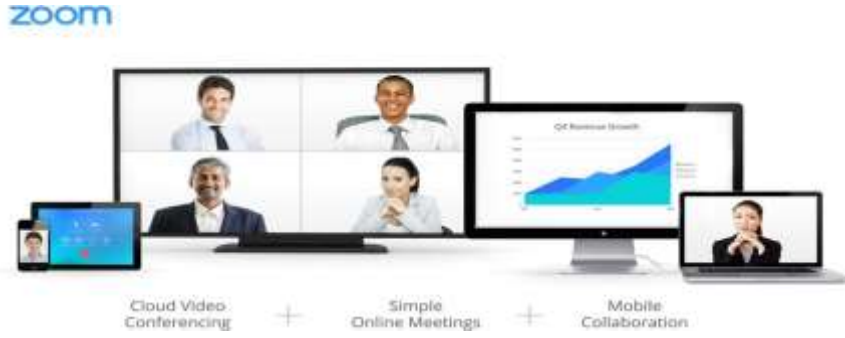 zoom
Q4 Revenue Growth
Cloud Video
Conferencing
+
Simple
Online Meetings
+
Mobile
Collaboration